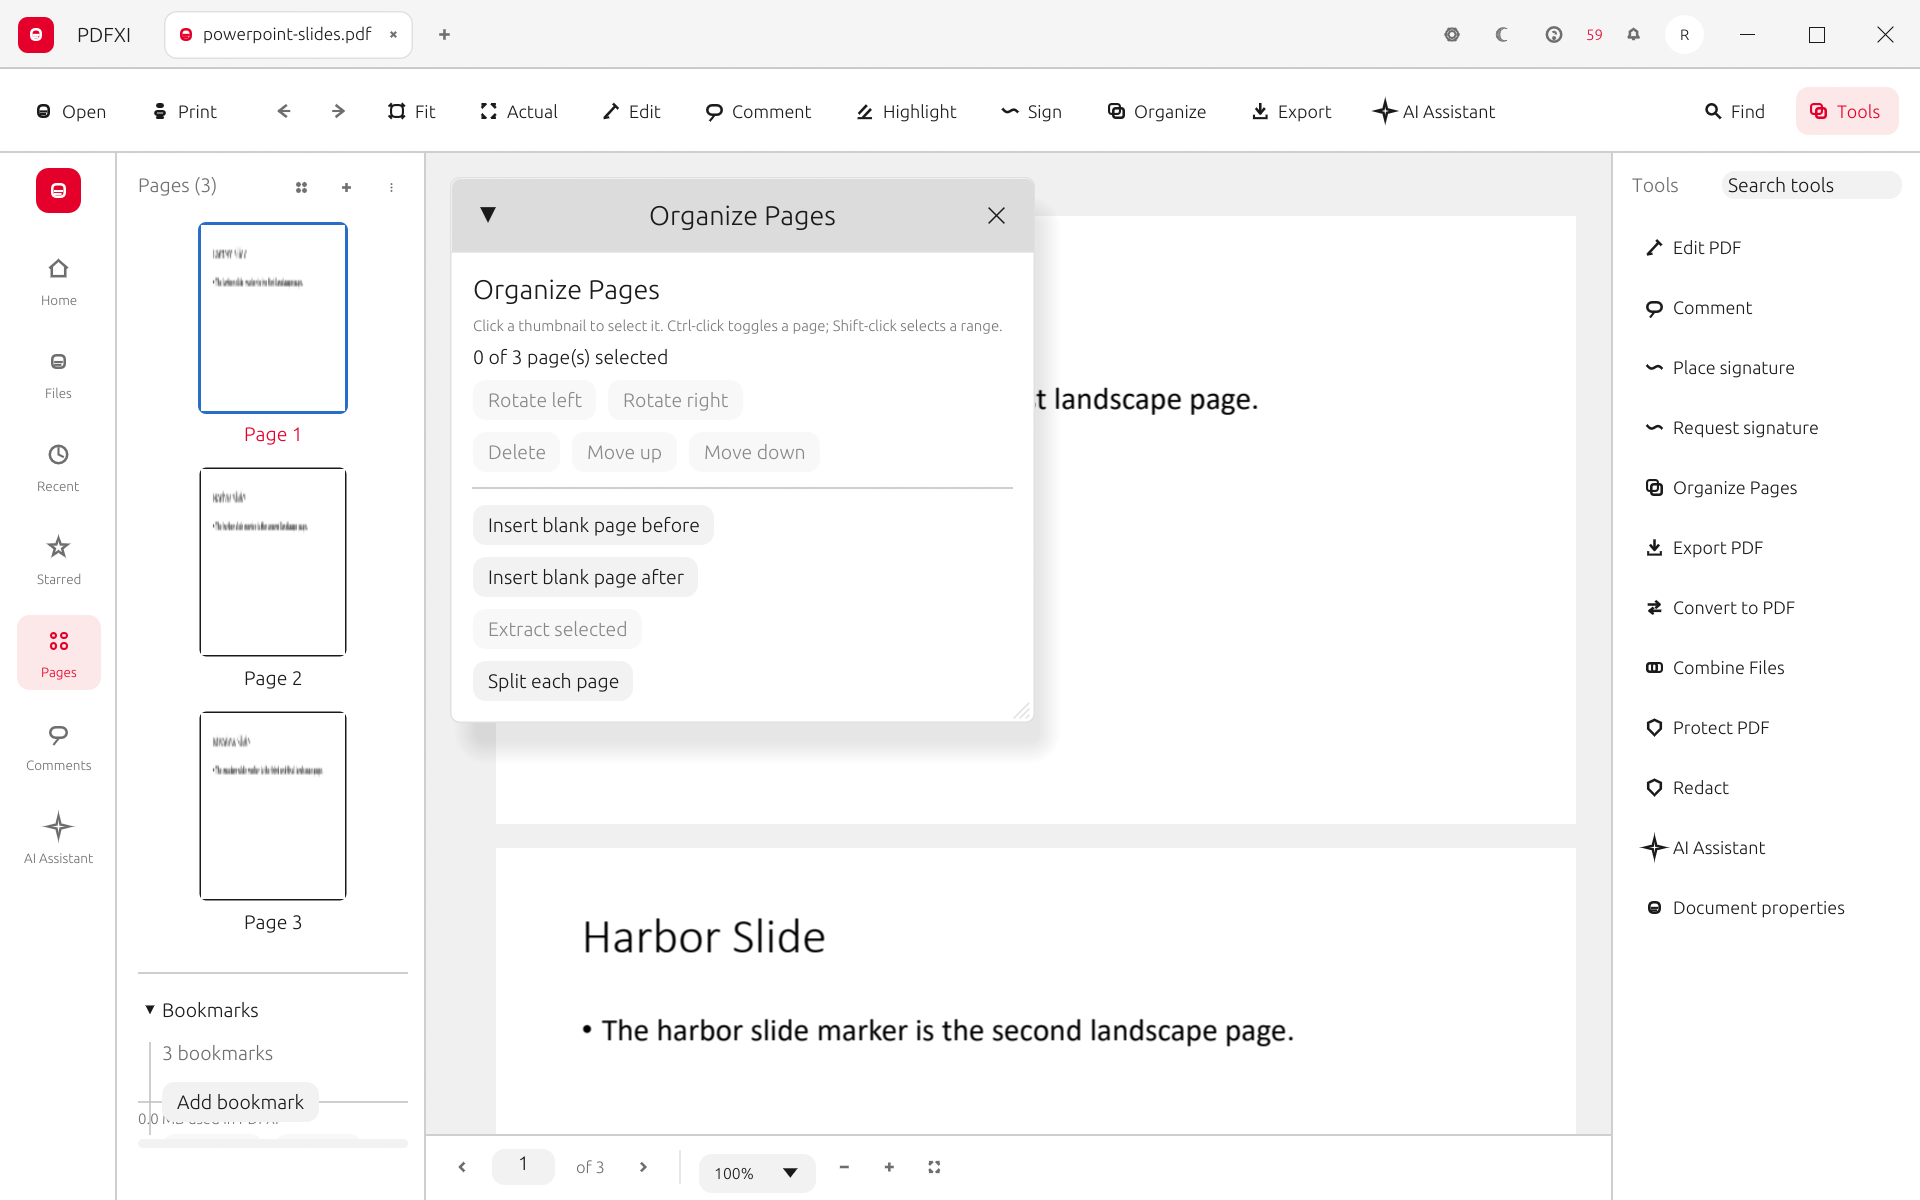 PDFXI
powerpoint-slides.pdf
59
R
Open
Print
Fit
Actual
Edit
Comment
Highlight
Sign
Organize
Export
AI Assistant
Find
Tools
Home
Files
Recent
Starred
Pages
Comments
AI Assistant
Pages (3)
Page 1
Page 2
Page 3
Bookmarks
3 bookmarks
Add bookmark
Organize Pages
Organize Pages
Click a thumbnail to select it. Ctrl-click toggles a page; Shift-click selects a range.
0 of 3 page(s) selected
Rotate left
Rotate right
Delete
Move up
Move down
Insert blank page before
Insert blank page after
Extract selected
Split each page
landscape page.
Harbor Slide
• The harbor slide marker is the second landscape page.
1
of 3
100%
Tools
Search tools
Edit PDF
Comment
Place signature
Request signature
Organize Pages
Export PDF
Convert to PDF
Combine Files
Protect PDF
Redact
AI Assistant
Document properties